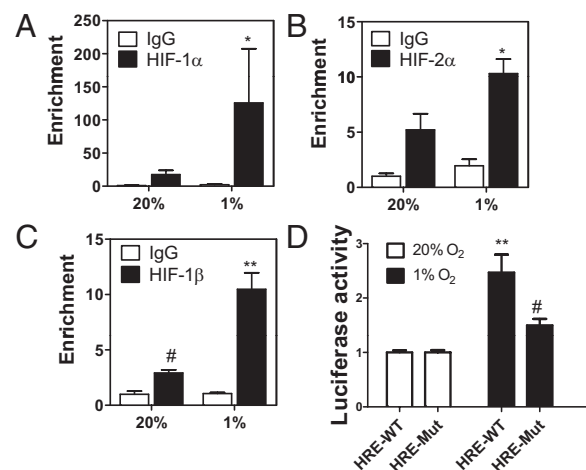 A
Enrichment
250
200
150
100
50
0
IgG
HIF-1α
*
20%
1%
B
Enrichment
15
10
5
0
IgG
HIF-2α
*
20%
1%
C
Enrichment
15
10
5
0
IgG
HIF-1β
#
**
20%
1%
D
Luciferase activity
3
2
1
0
20% O₂
1% O₂
**
#
HRE-WT
HRE-Mut
HRE-WT
HRE-Mut